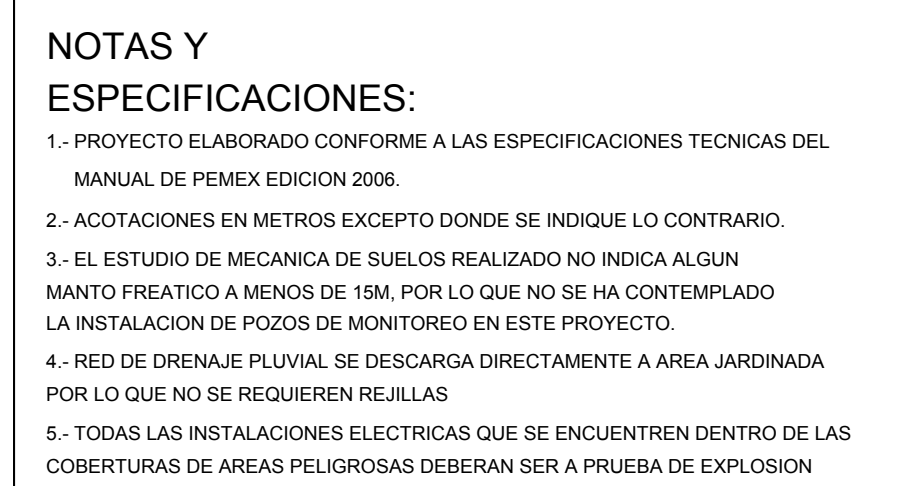 NOTAS Y
ESPECIFICACIONES:
1.- PROYECTO ELABORADO CONFORME A LAS ESPECIFICACIONES TECNICAS DEL
MANUAL DE PEMEX EDICION 2006.
2.- ACOTACIONES EN METROS EXCEPTO DONDE SE INDIQUE LO CONTRARIO.
3.- EL ESTUDIO DE MECANICA DE SUELOS REALIZADO NO INDICA ALGUN
MANTO FREATICO A MENOS DE 15M, POR LO QUE NO SE HA CONTEMPLADO
LA INSTALACION DE POZOS DE MONITOREO EN ESTE PROYECTO.
4.- RED DE DRENAJE PLUVIAL SE DESCARGA DIRECTAMENTE A AREA JARDINADA
POR LO QUE NO SE REQUIEREN REJILLAS
5.- TODAS LAS INSTALACIONES ELECTRICAS QUE SE ENCUENTREN DENTRO DE LAS
COBERTURAS DE AREAS PELIGROSAS DEBERAN SER A PRUEBA DE EXPLOSION